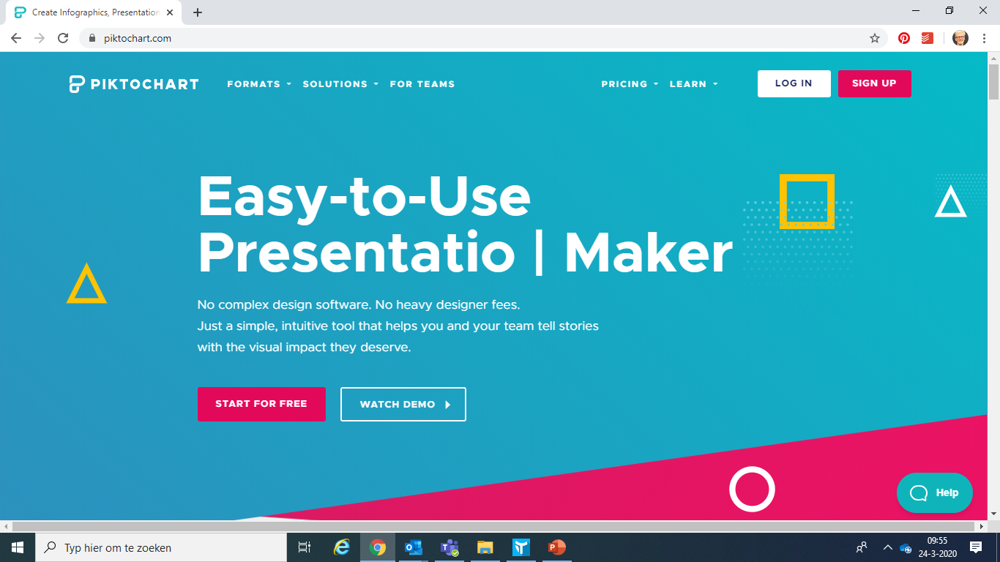 Create Infographics, Presentation
piktochart.com
PIKTOCHART
FORMATS
SOLUTIONS
FOR TEAMS
PRICING
LEARN
LOG IN
SIGN UP
Easy-to-Use
Presentatio | Maker
No complex design software. No heavy designer fees.
Just a simple, intuitive tool that helps you and your team tell stories
with the visual impact they deserve.
START FOR FREE
WATCH DEMO
Help
Typ hier om te zoeken
09:55
24-3-2020